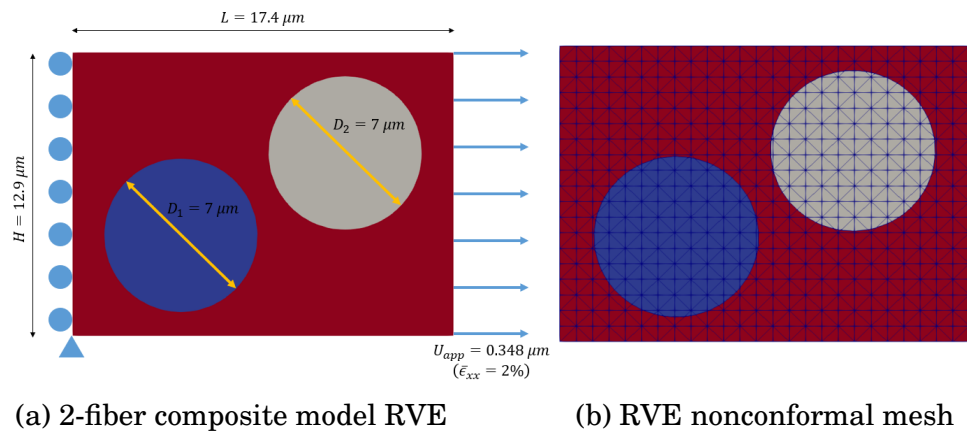 L = 17.4 μm
H = 12.9 μm
D₂ = 7 μm
D₁ = 7 μm
U_app = 0.348 μm
(ε̄_xx = 2%)
(a) 2-fiber composite model RVE
(b) RVE nonconformal mesh